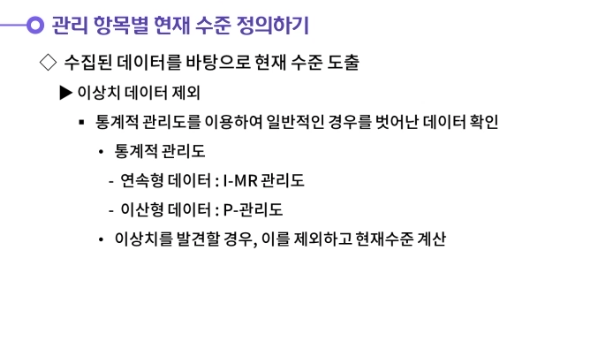 관리 항목별 현재 수준 정의하기
◇ 수집된 데이터를 바탕으로 현재 수준 도출
▶ 이상치 데이터 제외
▪ 통계적 관리도를 이용하여 일반적인 경우를 벗어난 데이터 확인
• 통계적 관리도
- 연속형 데이터 : I-MR 관리도
- 이산형 데이터 : P-관리도
• 이상치를 발견할 경우, 이를 제외하고 현재수준 계산